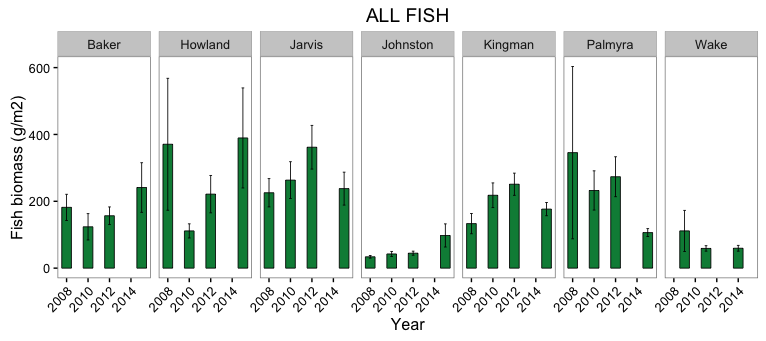 ALL FISH
Baker Howland Jarvis Johnston Kingman Palmyra Wake
Fish biomass (g/m2)
600
400
200
0
2008 2010 2012 2014 2008 2010 2012 2014 2008 2010 2012 2014 2008 2010 2012 2014 2008 2010 2012 2014 2008 2010 2012 2014 2008 2010 2012 2014
Year